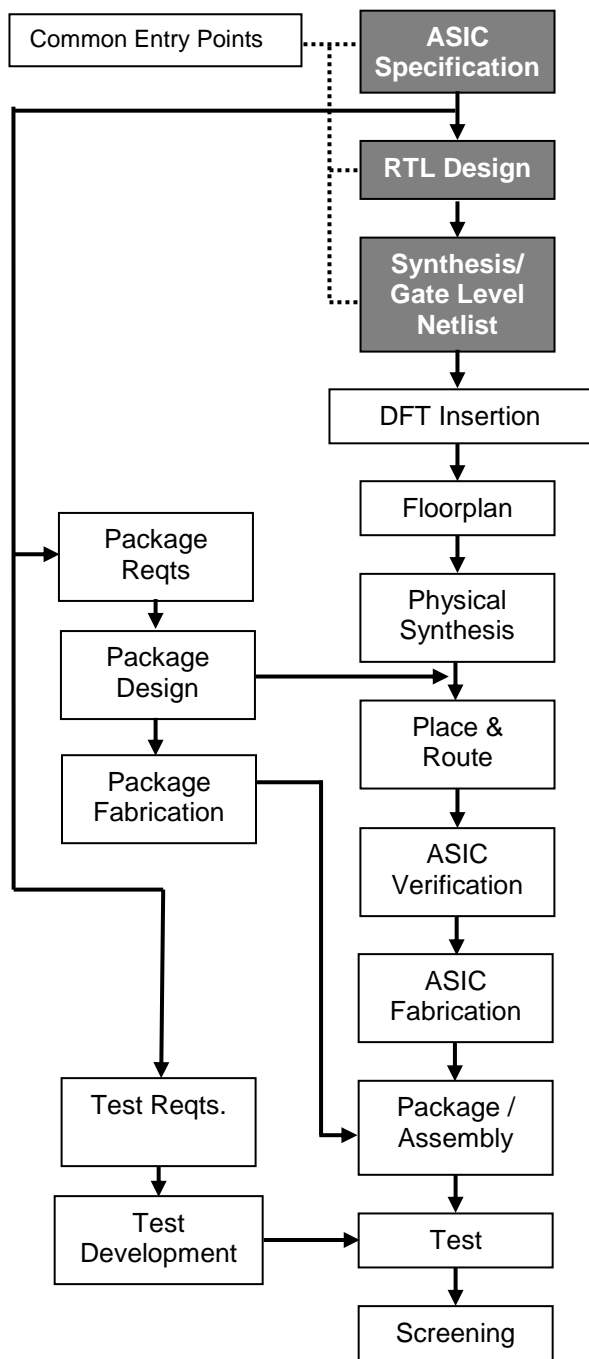 Common Entry Points
ASIC
Specification
RTL Design
Synthesis/
Gate Level
Netlist
DFT Insertion
Floorplan
Package
Reqts
Physical
Synthesis
Package
Design
Place &
Route
Package
Fabrication
ASIC
Verification
ASIC
Fabrication
Test Reqts.
Package /
Assembly
Test
Development
Test
Screening